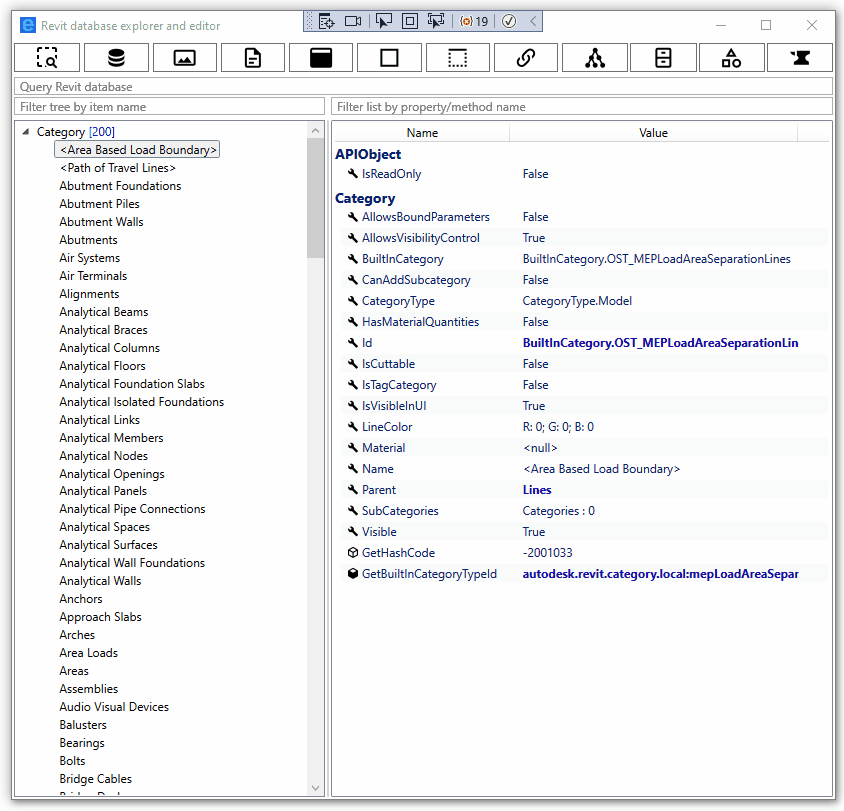 Revit database explorer and editor
19
Query Revit database
Filter tree by item name
Filter list by property/method name
Category [200]
<Area Based Load Boundary>
<Path of Travel Lines>
Abutment Foundations
Abutment Piles
Abutment Walls
Abutments
Air Systems
Air Terminals
Alignments
Analytical Beams
Analytical Braces
Analytical Columns
Analytical Floors
Analytical Foundation Slabs
Analytical Isolated Foundations
Analytical Links
Analytical Members
Analytical Nodes
Analytical Openings
Analytical Panels
Analytical Pipe Connections
Analytical Spaces
Analytical Surfaces
Analytical Wall Foundations
Analytical Walls
Anchors
Approach Slabs
Arches
Area Loads
Areas
Assemblies
Audio Visual Devices
Balusters
Bearings
Bolts
Bridge Cables
Name Value
APIObject
IsReadOnly False
Category
AllowsBoundParameters False
AllowsVisibilityControl True
BuiltInCategory BuiltInCategory.OST_MEPLoadAreaSeparationLines
CanAddSubcategory False
CategoryType CategoryType.Model
HasMaterialQuantities False
Id BuiltInCategory.OST_MEPLoadAreaSeparationLin
IsCuttable False
IsTagCategory False
IsVisibleInUI True
LineColor R: 0; G: 0; B: 0
Material <null>
Name <Area Based Load Boundary>
Parent Lines
SubCategories Categories : 0
Visible True
GetHashCode -2001033
GetBuiltInCategoryTypeId autodesk.revit.category.local:mepLoadAreaSepar